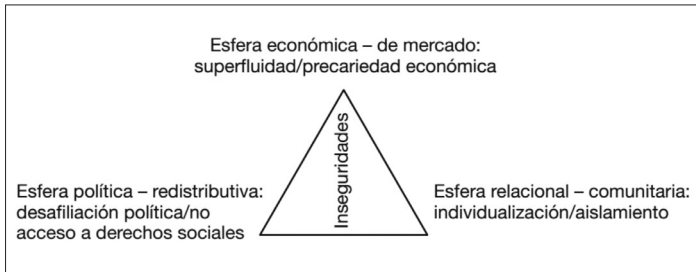 Esfera económica – de mercado:
superfluidad/precariedad económica
Inseguridades
Esfera política – redistributiva:
desafiliación política/no
acceso a derechos sociales
Esfera relacional – comunitaria:
individualización/aislamiento